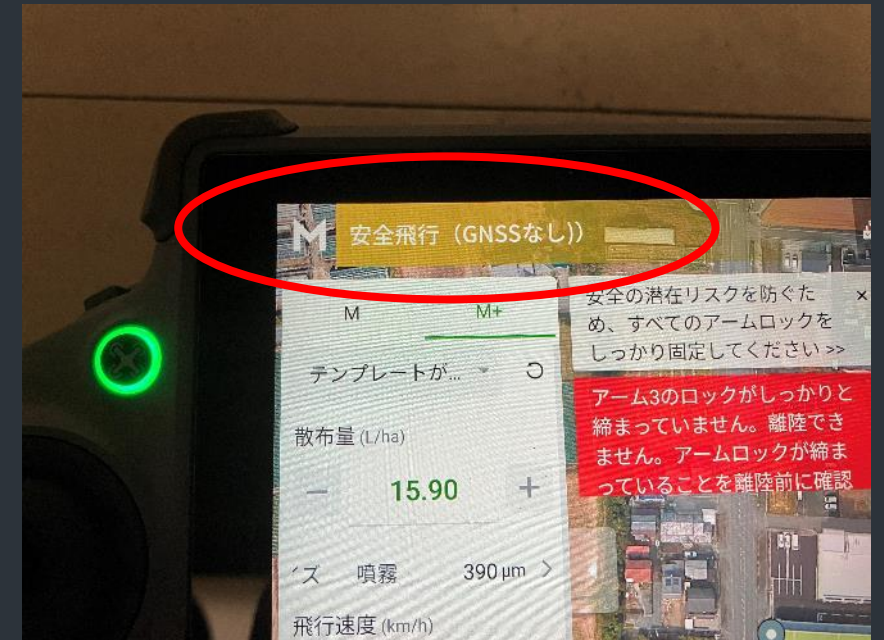 M 安全飛行（GNSSなし))
M M+
テンプレートが...
散布量 (L/ha)
− 15.90 +
ズ 噴霧 390 μm >
飛行速度 (km/h)
安全の潜在リスクを防ぐた ×
め、すべてのアームロックを
しっかり固定してください >>
アーム3のロックがしっかりと
締まっていません。離陸でき
ません。アームロックが締ま
っていることを離陸前に確認